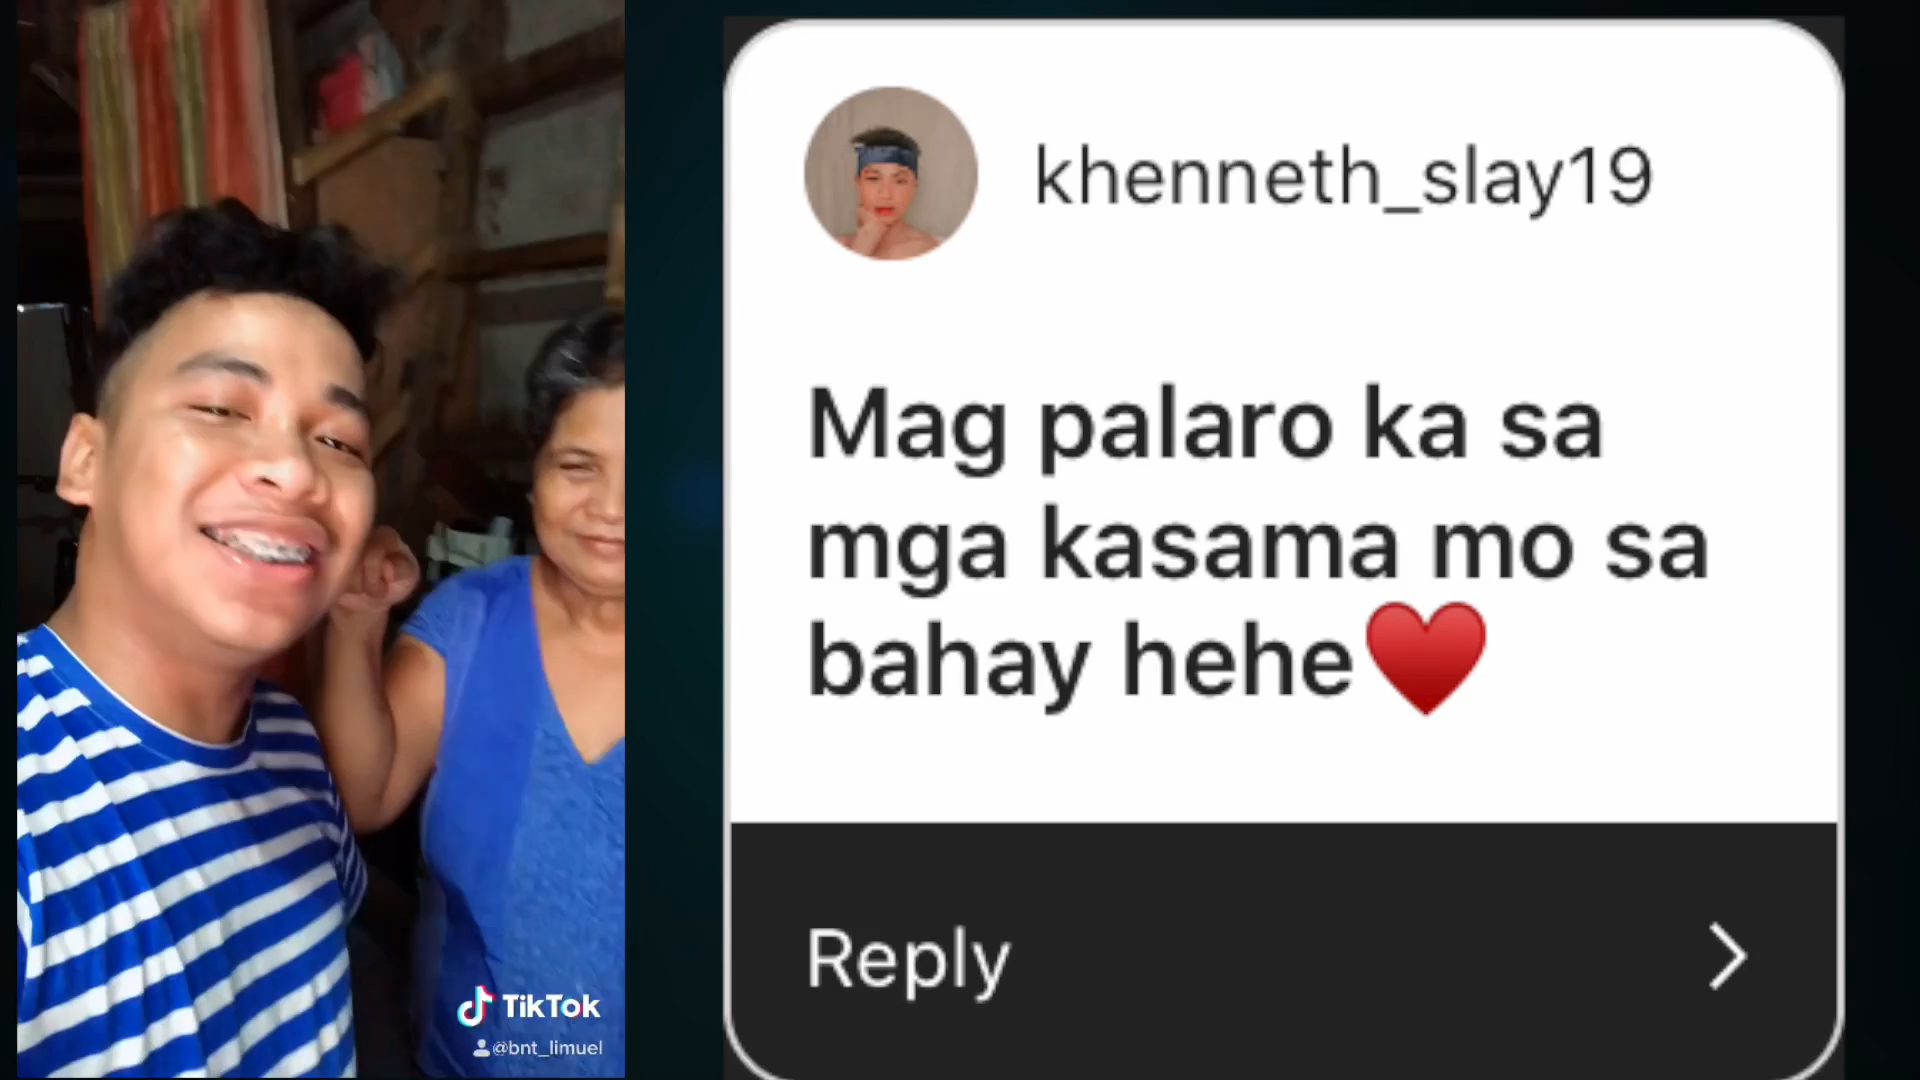 khenneth_slay19
Mag palaro ka sa
mga kasama mo sa
bahay hehe❤️
Reply
TikTok
@bnt_limuel